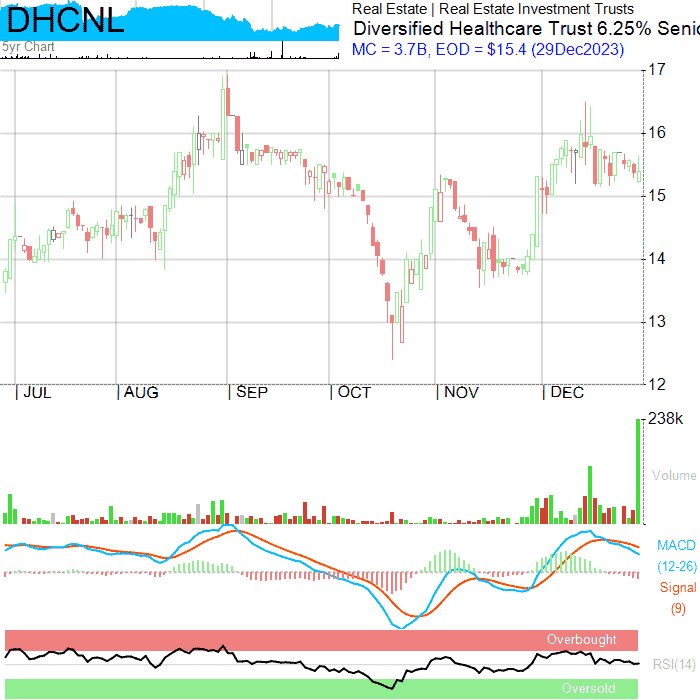 DHCNL
5yr Chart
Real Estate | Real Estate Investment Trusts
Diversified Healthcare Trust 6.25% Senio
MC = 3.7B, EOD = $15.4 (29Dec2023)
17
16
15
14
13
12
JUL AUG SEP OCT NOV DEC
238k
Volume
MACD
(12-26)
Signal
(9)
Overbought
RSI(14)
Oversold